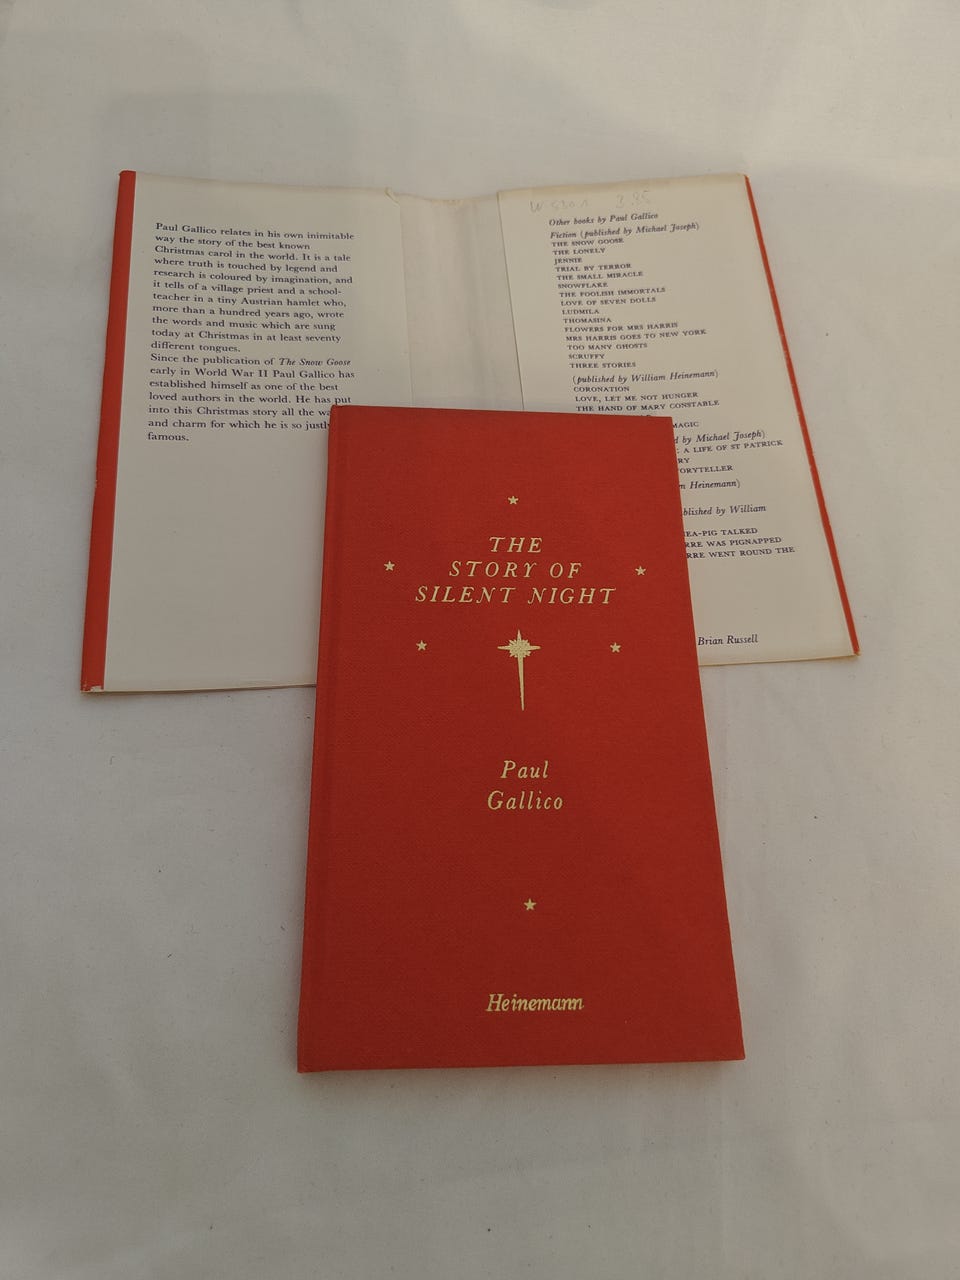 Paul Gallico relates in his own inimitable
way the story of the best known
Christmas carol in the world. It is a tale
where truth is touched by legend and
research is coloured by imagination, and
it tells of a village priest and a school-
teacher in a tiny Austrian hamlet who,
more than a hundred years ago, wrote
the words and music which are sung
today at Christmas in at least seventy
different tongues.
Since the publication of The Snow Goose
early in World War II Paul Gallico has
established himself as one of the best
loved authors in the world. He has put
into this Christmas story all the
and charm for which he is so
famous.
3.95
Other books by Paul Gallico
Fiction (published by Michael Joseph)
THE SNOW GOOSE
THE LONELY
JENNIE
TRIAL BY TERROR
THE SMALL MIRACLE
SNOWFLAKE
THE FOOLISH IMMORTALS
LOVE OF SEVEN DOLLS
LUDMILA
THOMASINA
FLOWERS FOR MRS HARRIS
MRS HARRIS GOES TO NEW YORK
TOO MANY GHOSTS
SCRUFFY
THREE STORIES
(published by William Heinemann)
CORONATION
LOVE, LET ME NOT HUNGER
THE HAND OF MARY CONSTABLE
MAGIC
by Michael Joseph)
A LIFE OF ST PATRICK
Heinemann)
by William
TALKED
WAS PIGNAPPED
WENT ROUND THE
Brian Russell
THE
STORY OF
SILENT NIGHT
Paul
Gallico
Heinemann